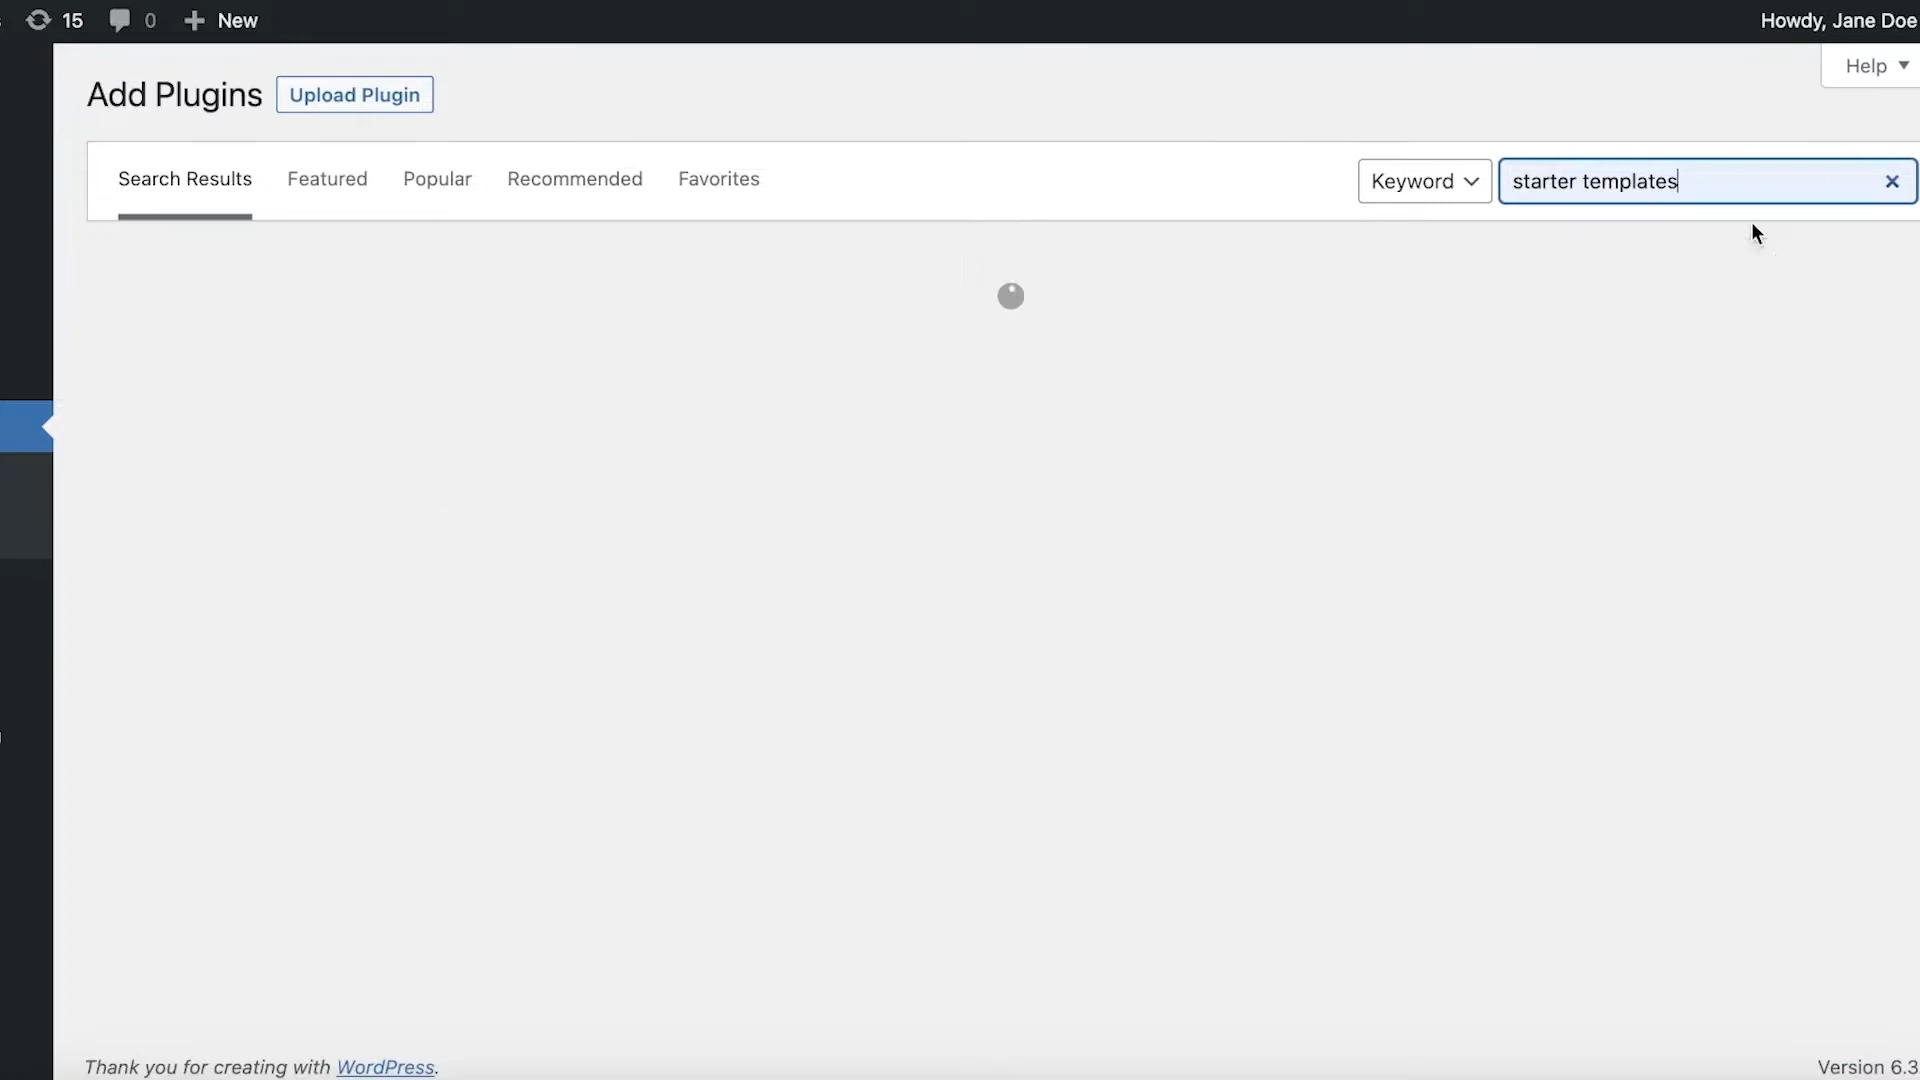 15 0 New Howdy, Jane Doe
Help
Add Plugins Upload Plugin
Search Results Featured Popular Recommended Favorites Keyword starter templates
Thank you for creating with WordPress. Version 6.3